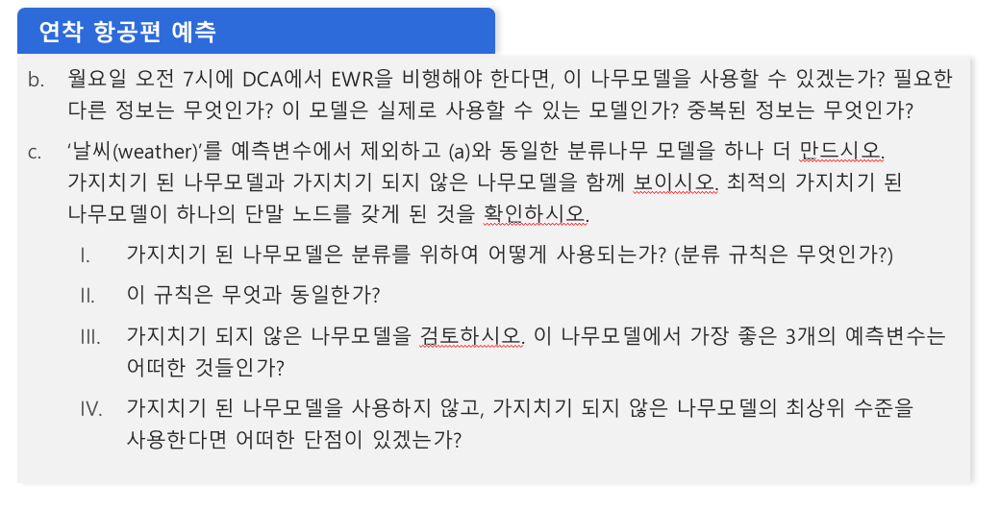 연착 항공편 예측
b. 월요일 오전 7시에 DCA에서 EWR을 비행해야 한다면, 이 나무모델을 사용할 수 있겠는가? 필요한
다른 정보는 무엇인가? 이 모델은 실제로 사용할 수 있는 모델인가? 중복된 정보는 무엇인가?
c. ‘날씨(weather)’를 예측변수에서 제외하고 (a)와 동일한 분류나무 모델을 하나 더 만드시오.
가지치기 된 나무모델과 가지치기 되지 않은 나무모델을 함께 보이시오. 최적의 가지치기 된
나무모델이 하나의 단말 노드를 갖게 된 것을 확인하시오.
I. 가지치기 된 나무모델은 분류를 위하여 어떻게 사용되는가? (분류 규칙은 무엇인가?)
II. 이 규칙은 무엇과 동일한가?
III. 가지치기 되지 않은 나무모델을 검토하시오. 이 나무모델에서 가장 좋은 3개의 예측변수는
어떠한 것들인가?
IV. 가지치기 된 나무모델을 사용하지 않고, 가지치기 되지 않은 나무모델의 최상위 수준을
사용한다면 어떠한 단점이 있겠는가?